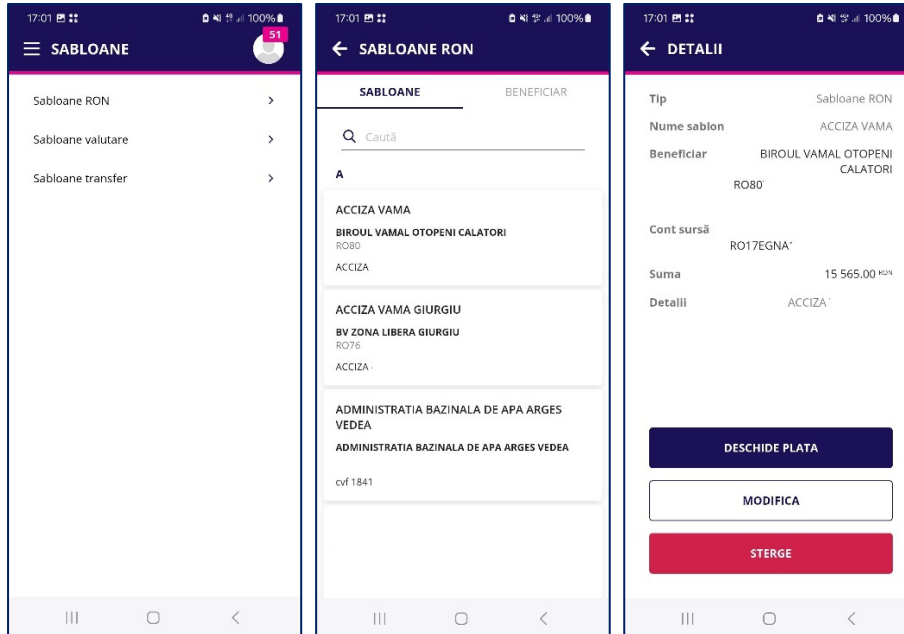 17:01
100%
SABLOANE
51
Sabloane RON
Sabloane valutare
Sabloane transfer
17:01
100%
SABLOANE RON
SABLOANE
BENEFICIAR
Caută
A
ACCIZA VAMA
BIROUL VAMAL OTOPENI CALATORI
RO80
ACCIZA
ACCIZA VAMA GIURGIU
BV ZONA LIBERA GIURGIU
RO76
ACCIZA
ADMINISTRATIA BAZINALA DE APA ARGES
VEDEA
ADMINISTRATIA BAZINALA DE APA ARGES VEDEA
cvf 1841
17:01
100%
DETALII
Tip Sabloane RON
Nume sablon ACCIZA VAMA
Beneficiar BIROUL VAMAL OTOPENI
CALATORI
RO80
Cont sursă
RO17EGNA
Suma 15 565.00 RON
Detalii ACCIZA
DESCHIDE PLATA
MODIFICA
STERGE